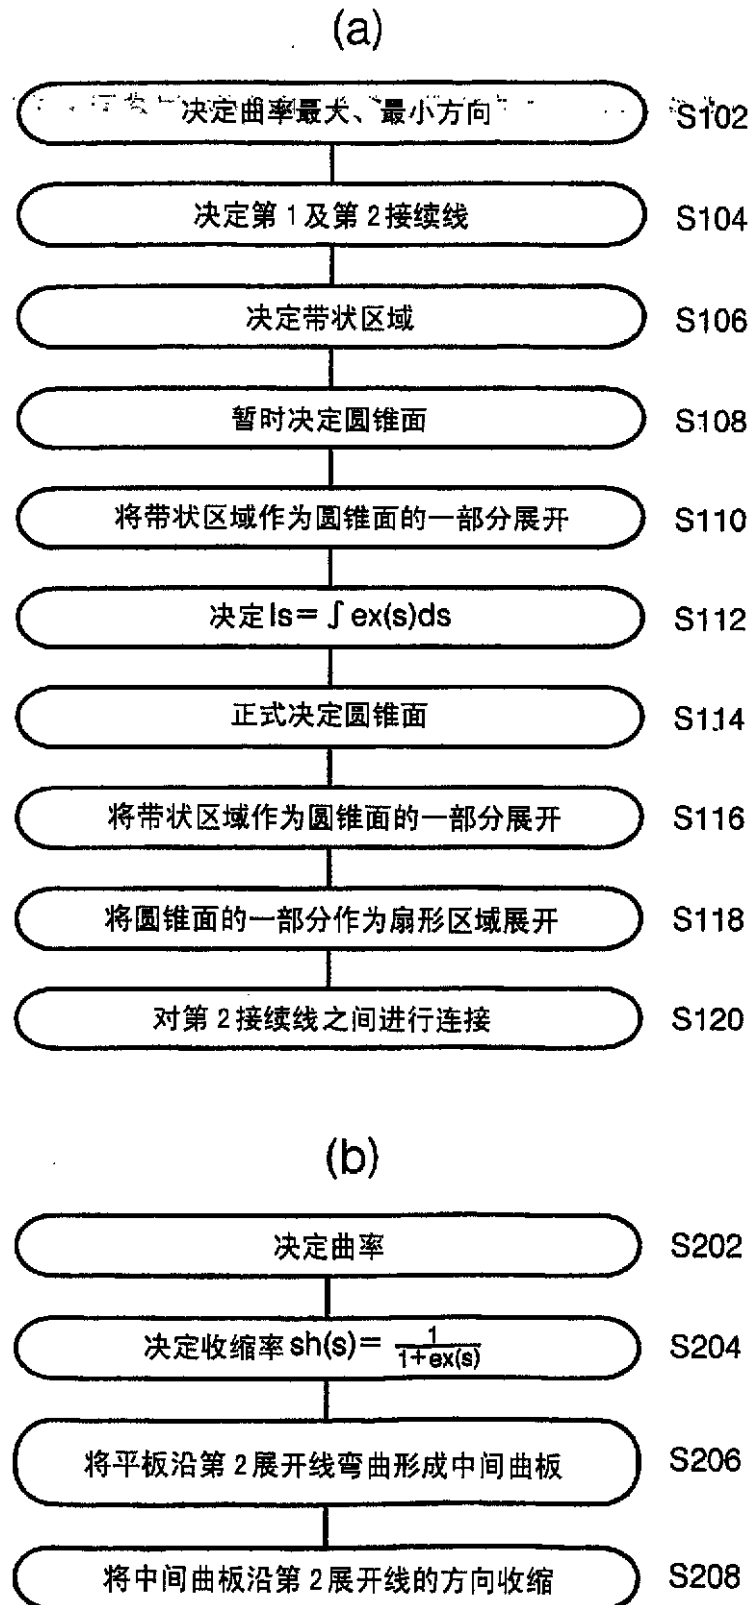 (a)
决定曲率最大、最小方向 S102
决定第1及第2接续线 S104
决定带状区域 S106
暂时决定圆锥面 S108
将带状区域作为圆锥面的一部分展开 S110
决定ls=∫ex(s)ds S112
正式决定圆锥面 S114
将带状区域作为圆锥面的一部分展开 S116
将圆锥面的一部分作为扇形区域展开 S118
对第2接续线之间进行连接 S120
(b)
决定曲率 S202
决定收缩率sh(s)= 1/1+ex(s) S204
将平板沿第2展开线弯曲形成中间曲板 S206
将中间曲板沿第2展开线的方向收缩 S208